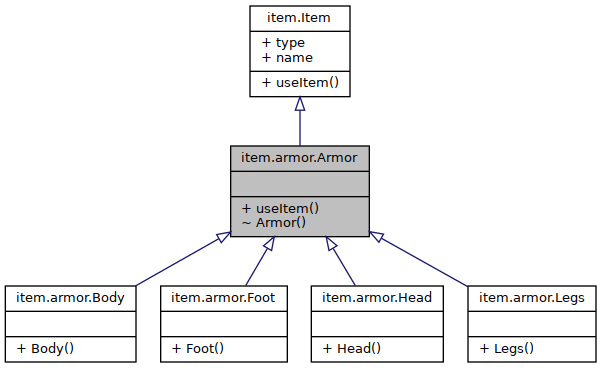 item.Item
+ type
+ name
+ useItem()
item.armor.Armor
+ useItem()
~ Armor()
item.armor.Body
+ Body()
item.armor.Foot
+ Foot()
item.armor.Head
+ Head()
item.armor.Legs
+ Legs()